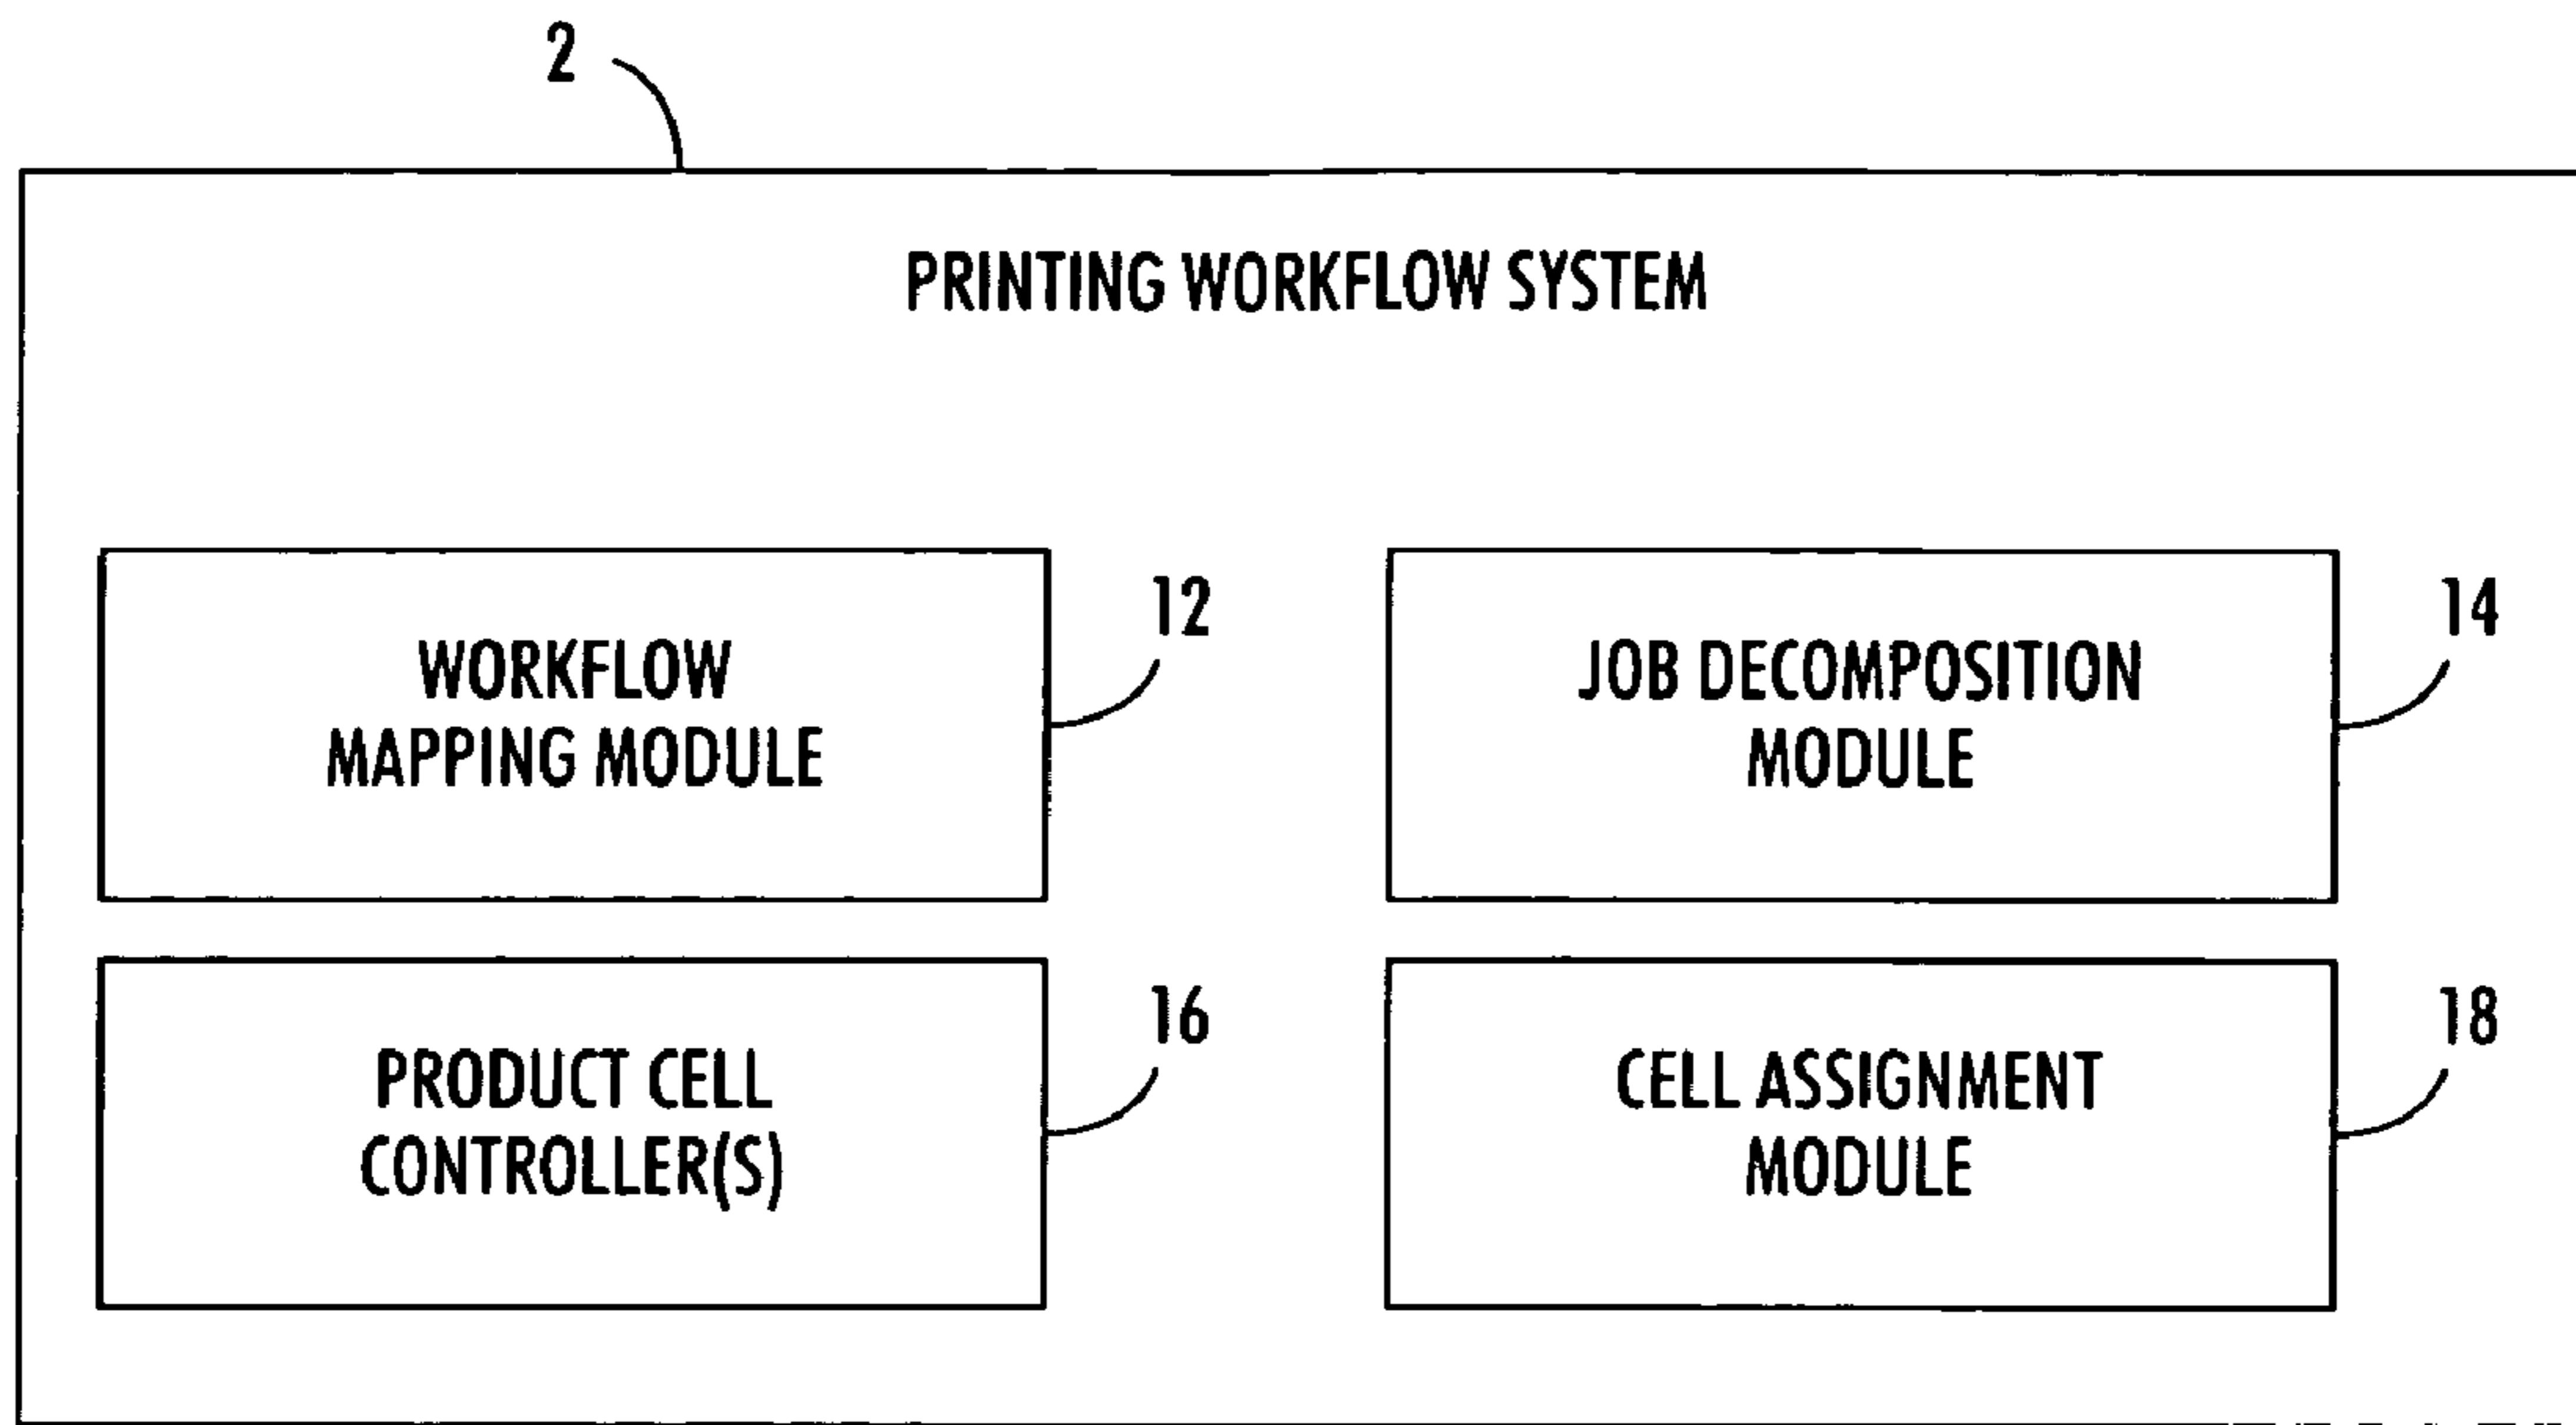 2
PRINTING WORKFLOW SYSTEM
WORKFLOW
MAPPING MODULE
12
JOB DECOMPOSITION
MODULE
14
PRODUCT CELL
CONTROLLER(S)
16
CELL ASSIGNMENT
MODULE
18